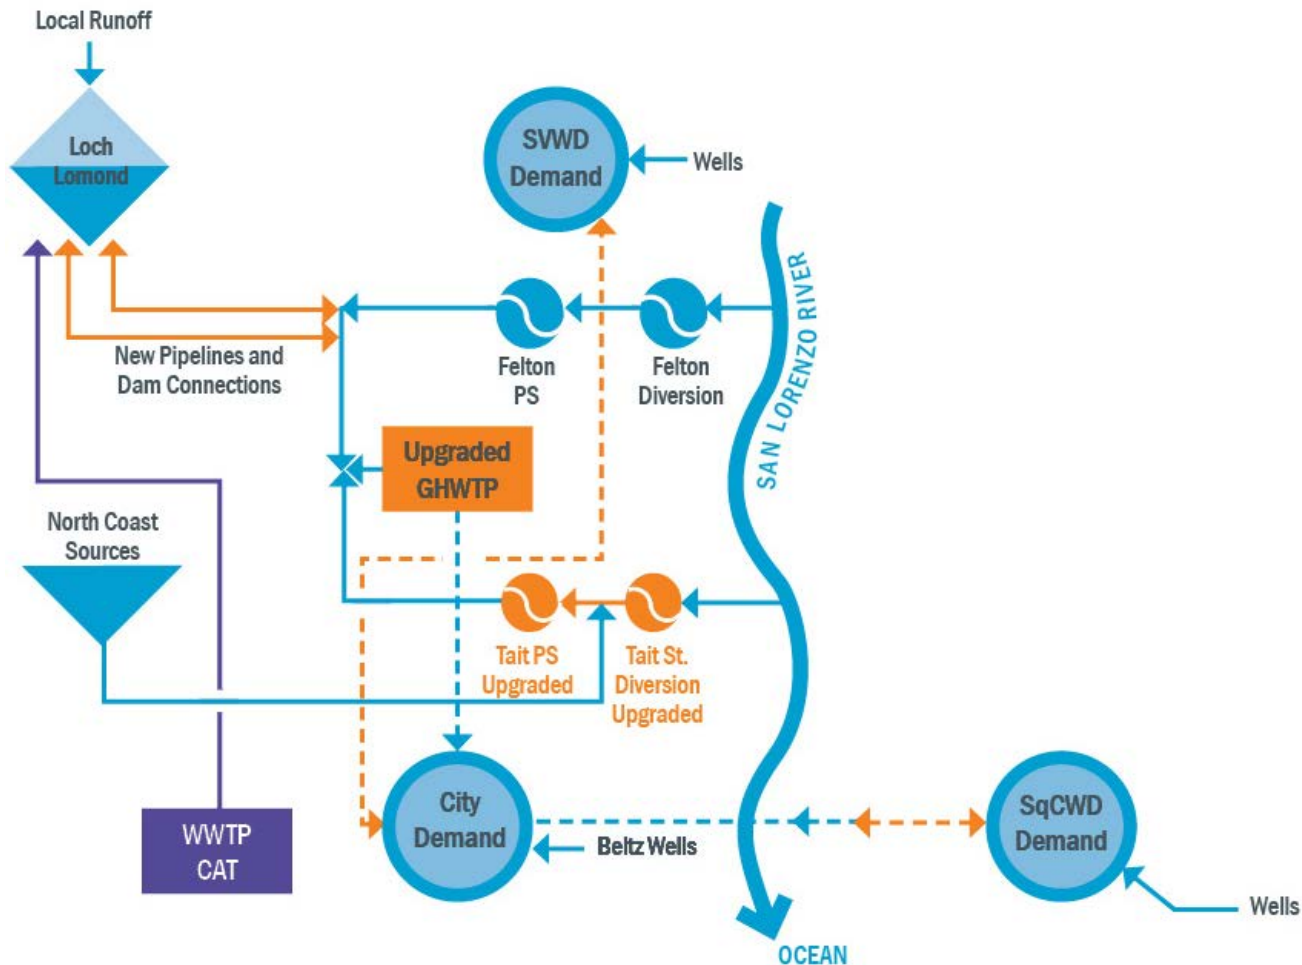 Local Runoff
Loch
Lomond
SVWD
Demand
Wells
SAN LORENZO RIVER
New Pipelines and
Dam Connections
Felton
PS
Felton
Diversion
Upgraded
GHWTP
North Coast
Sources
Tait PS
Upgraded
Tait St.
Diversion
Upgraded
WWTP
CAT
City
Demand
Beltz Wells
SqCWD
Demand
Wells
OCEAN